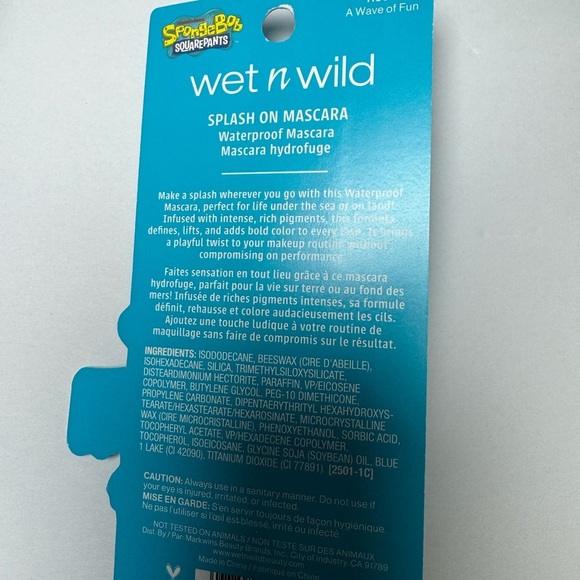 A Wave of Fun
SpongeBob
SQUAREPANTS
wet n wild
SPLASH ON MASCARA
Waterproof Mascara
Mascara hydrofuge
Make a splash wherever you go with this Waterproof
Mascara, perfect for life under the sea or on land!
Infused with intense, rich pigments, this formula
defines, lifts, and adds bold color to every lash. It brings
a playful twist to your makeup routine without
compromising on performance.
Faites sensation en tout lieu grâce à ce mascara
hydrofuge, parfait pour la vie sur terre ou au fond des
mers! Infusée de riches pigments intenses, sa formule
définit, rehausse et colore audacieusement les cils.
Ajoutez une touche ludique à votre routine de
maquillage sans faire de compromis sur le résultat.
INGREDIENTS: ISODODECANE, BEESWAX (CIRE D'ABEILLE),
ISOHEXADECANE, SILICA, TRIMETHYLSILOXYSILICATE,
DISTEARDIMONIUM HECTORITE, PARAFFIN, VP/EICOSENE
COPOLYMER, BUTYLENE GLYCOL, PEG-10 DIMETHICONE,
PROPYLENE CARBONATE, DIPENTAERYTHRITYL HEXAHYDROXYS-
TEARATE/HEXASTEARATE/HEXAROSINATE, MICROCRYSTALLINE
WAX (CIRE MICROCRISTALLINE), PHENOXYETHANOL, SORBIC ACID,
TOCOPHERYL ACETATE, VP/HEXADECENE COPOLYMER,
TOCOPHEROL, ISOEICOSANE, GLYCINE SOJA (SOYBEAN) OIL, BLUE
1 LAKE (CI 42090), TITANIUM DIOXIDE (CI 77891). [2501-1C]
CAUTION: Always use in a sanitary manner. Do not use if
your eye is injured, irritated, or infected.
MISE EN GARDE: S'en servir toujours de façon hygiénique.
Ne pas l'utiliser si l'œil est blessé, irrité ou infecté.
NOT TESTED ON ANIMALS / NON TESTE SUR DES ANIMAUX
Dist. By / Par: Markwins Beauty Brands, Inc. City of Industry, CA 91789
www.wetnwildbeauty.com
Made in China / Fabriqué en Chine